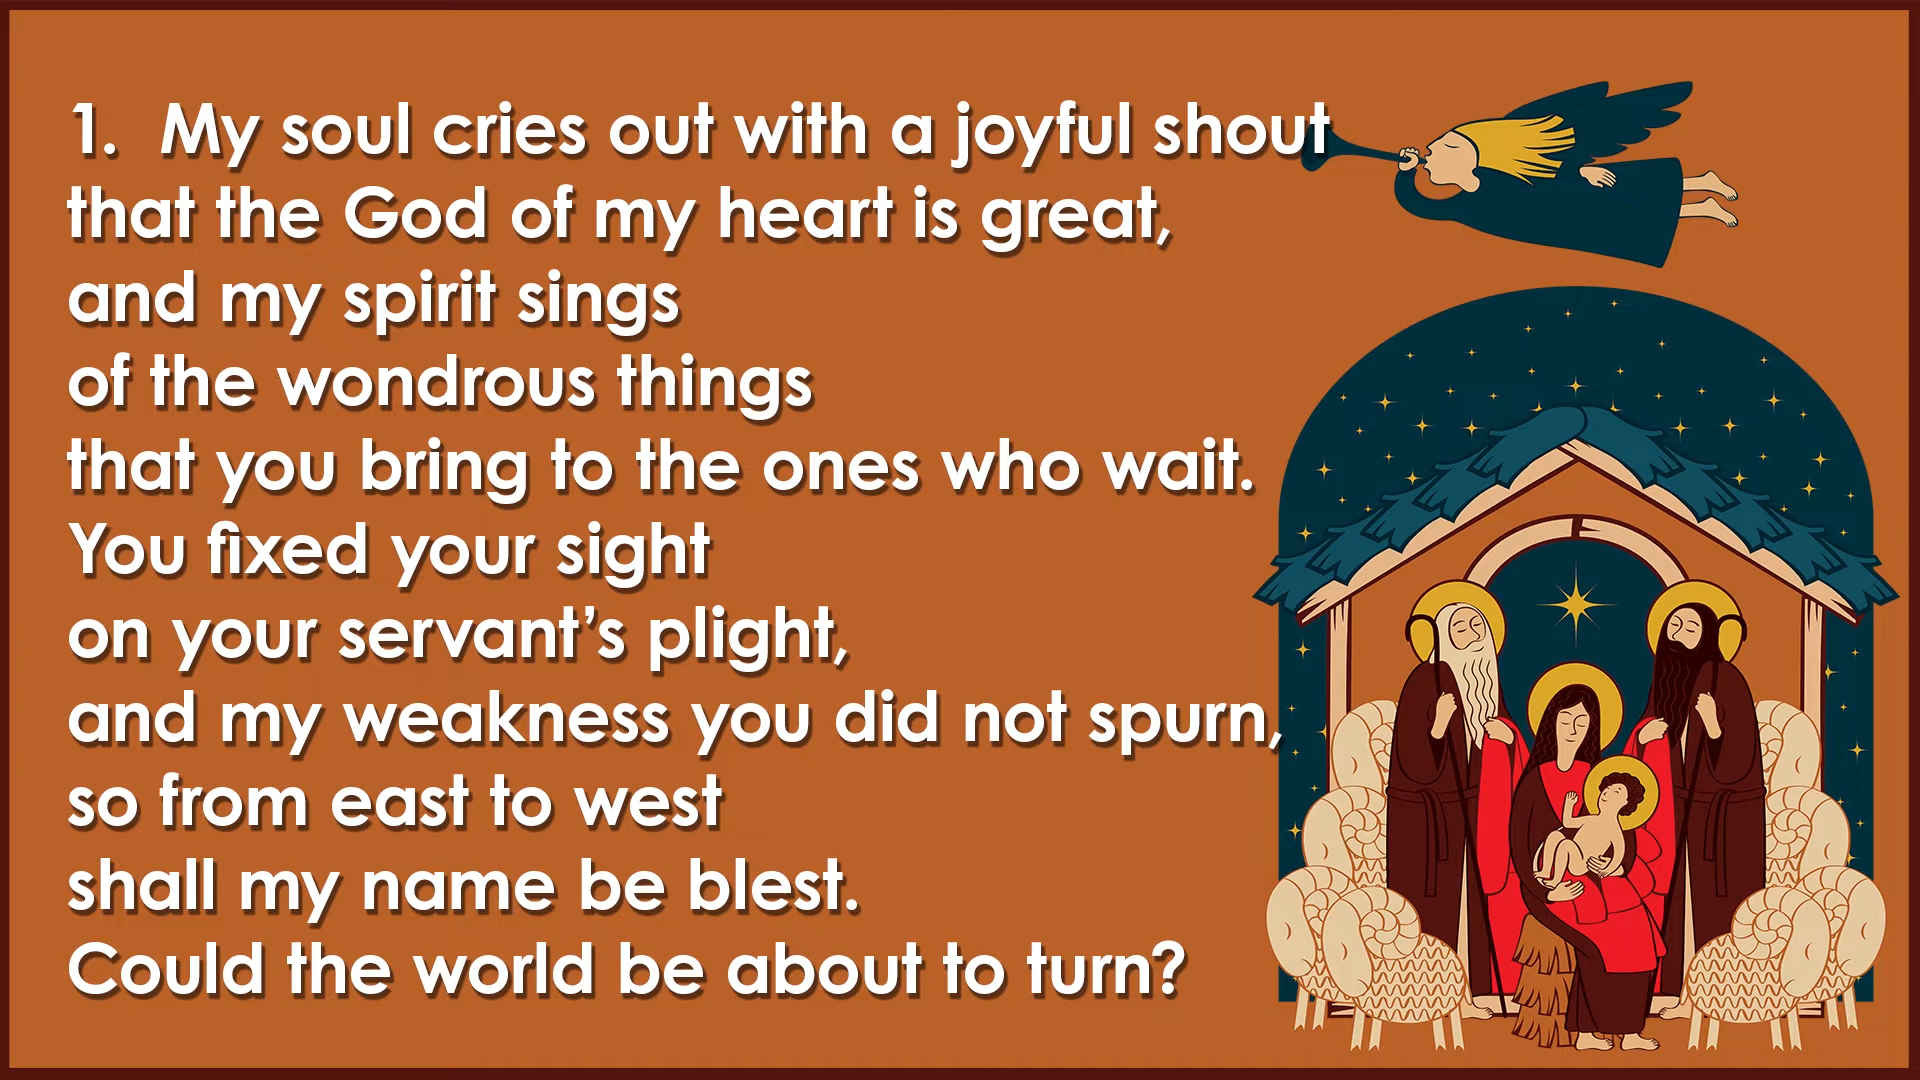 1.  My soul cries out with a joyful shout
that the God of my heart is great,
and my spirit sings
of the wondrous things
that you bring to the ones who wait.
You fixed your sight
on your servant’s plight,
and my weakness you did not spurn,
so from east to west
shall my name be blest.
Could the world be about to turn?